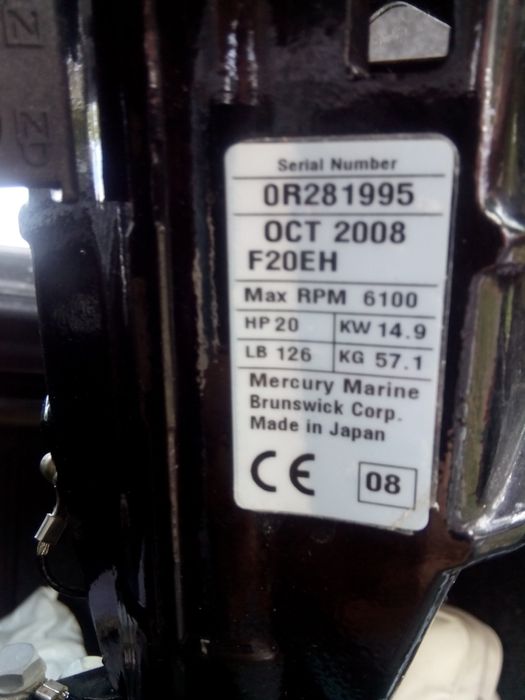 Serial Number
0R281995
OCT 2008
F20EH
Max RPM 6100
HP 20 KW 14.9
LB 126 KG 57.1
Mercury Marine
Brunswick Corp.
Made in Japan
CE 08